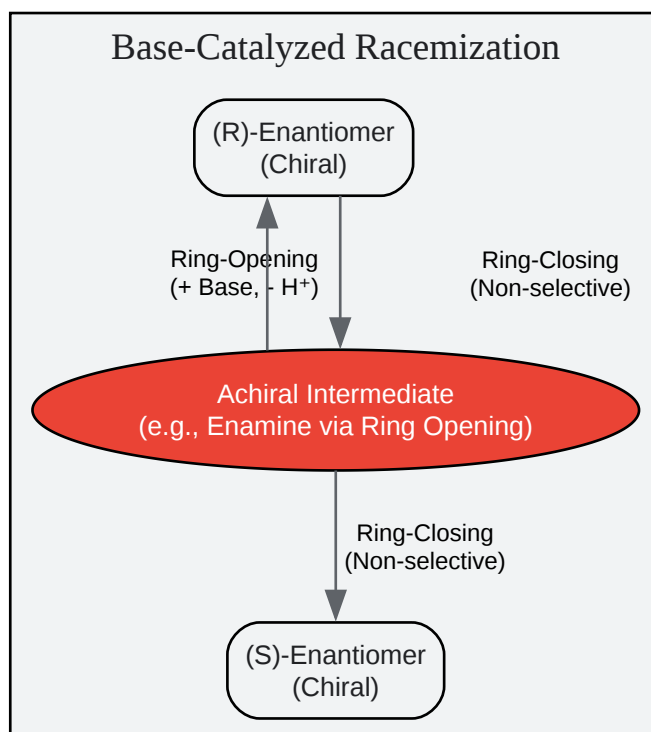 Base-Catalyzed Racemization
(R)-Enantiomer
(Chiral)
Ring-Opening
(+ Base, - H⁺)
Ring-Closing
(Non-selective)
Achiral Intermediate
(e.g., Enamine via Ring Opening)
Ring-Closing
(Non-selective)
(S)-Enantiomer
(Chiral)